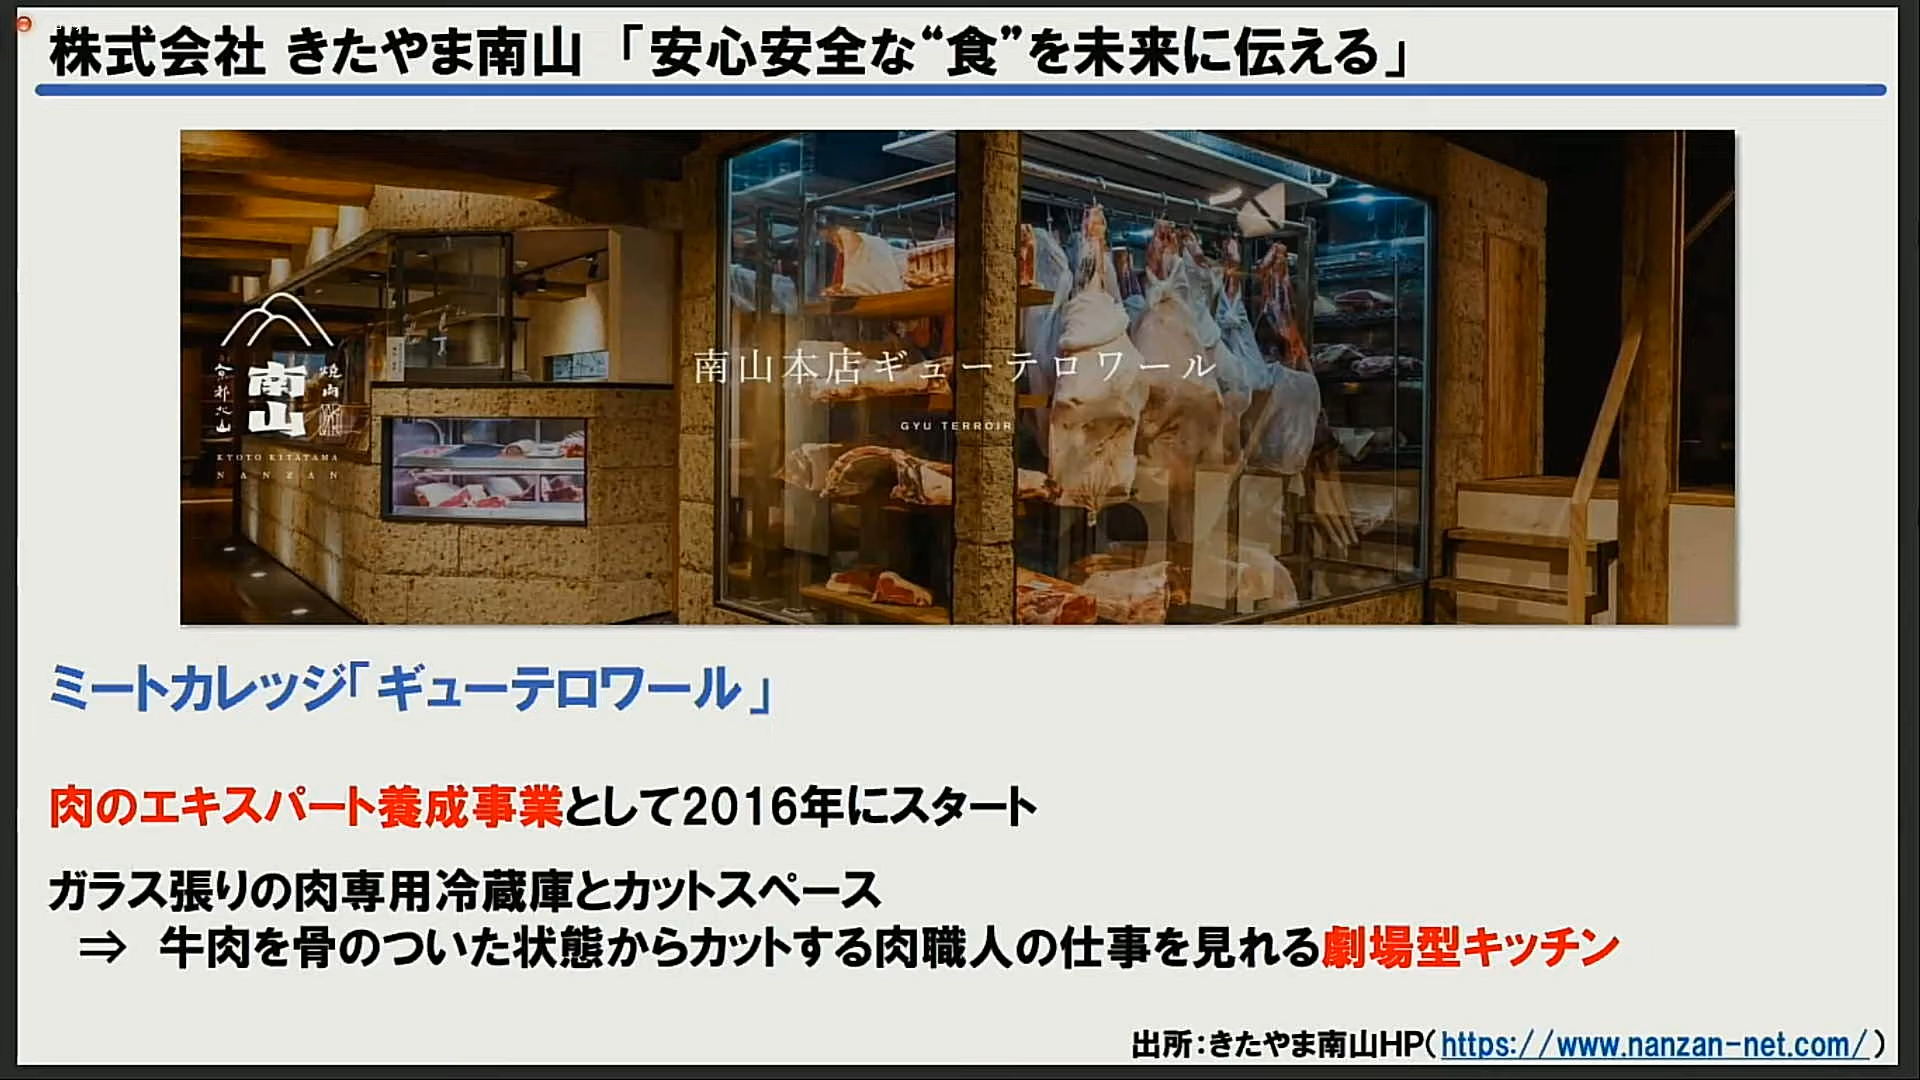 株式会社 きたやま南山 「安心安全な“食”を未来に伝える」
南山本店ギューテロワール
GYU TERROIR
京都北山
南山
焼肉
KYOTO KITAYAMA
NANZAN
ミートカレッジ「ギューテロワール」
肉のエキスパート養成事業として2016年にスタート
ガラス張りの肉専用冷蔵庫とカットスペース
⇒ 牛肉を骨のついた状態からカットする肉職人の仕事を見れる劇場型キッチン
出所：きたやま南山HP（https://www.nanzan-net.com/）